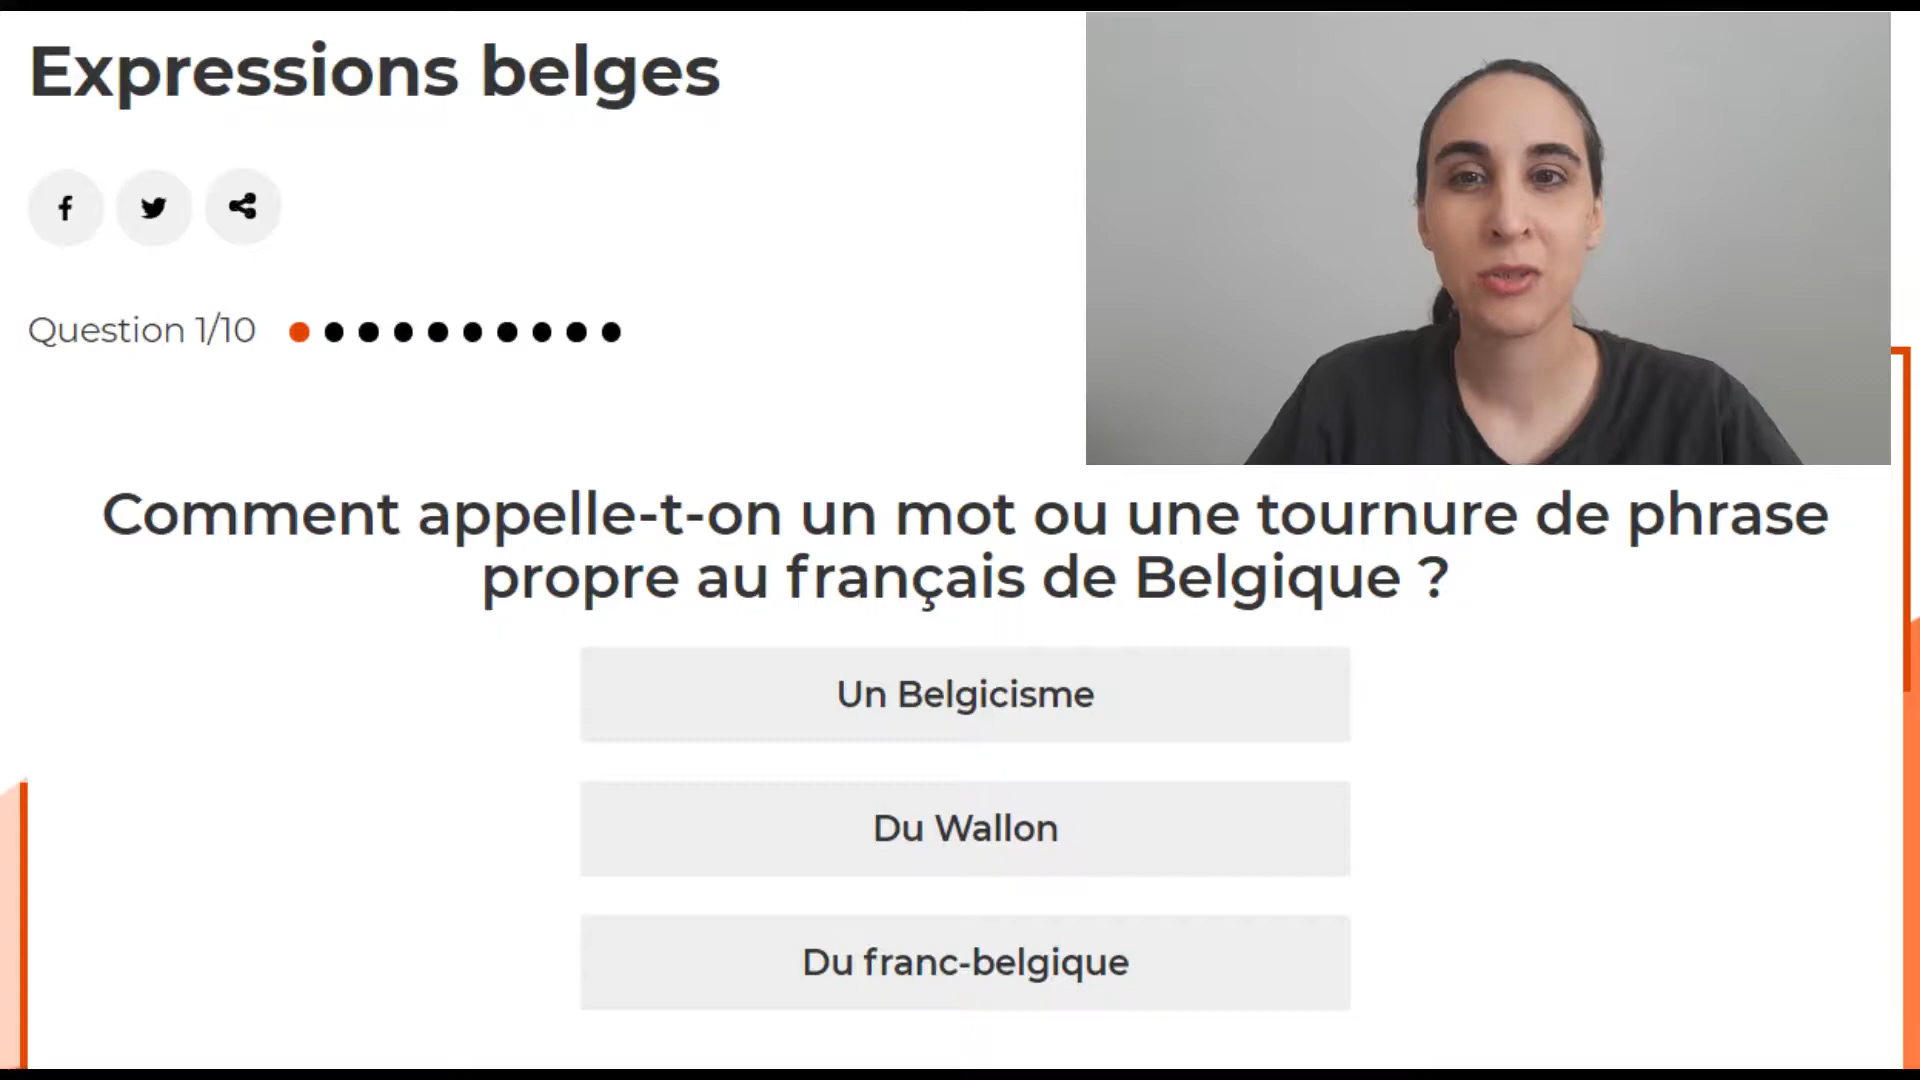 Expressions belges
Question 1/10
Comment appelle-t-on un mot ou une tournure de phrase
propre au français de Belgique ?
Un Belgicisme
Du Wallon
Du franc-belgique